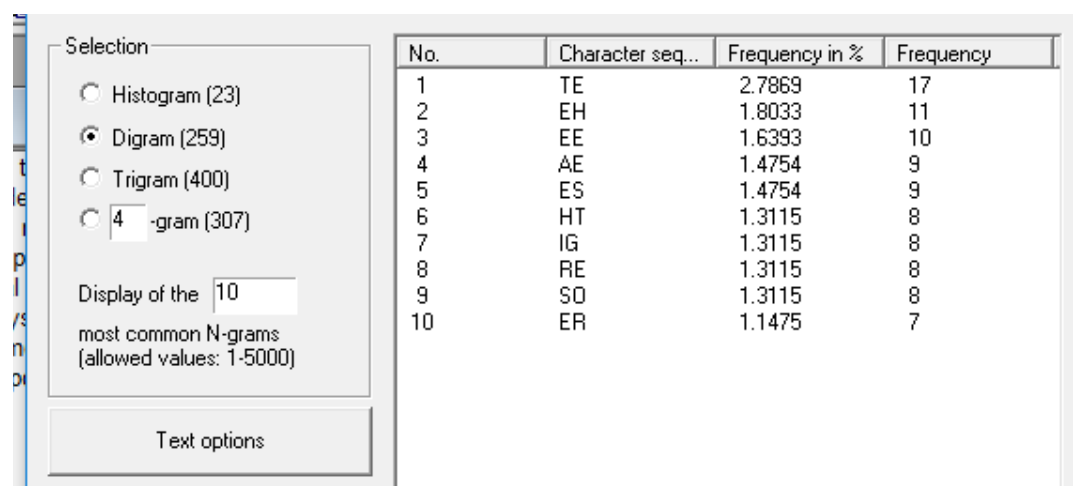 Selection
Histogram (23)
Digram (259)
Trigram (400)
4 -gram (307)
Display of the 10
most common N-grams
(allowed values: 1-5000)
Text options
No. Character seq... Frequency in % Frequency
1 TE 2.7869 17
2 EH 1.8033 11
3 EE 1.6393 10
4 AE 1.4754 9
5 ES 1.4754 9
6 HT 1.3115 8
7 IG 1.3115 8
8 RE 1.3115 8
9 SO 1.3115 8
10 ER 1.1475 7